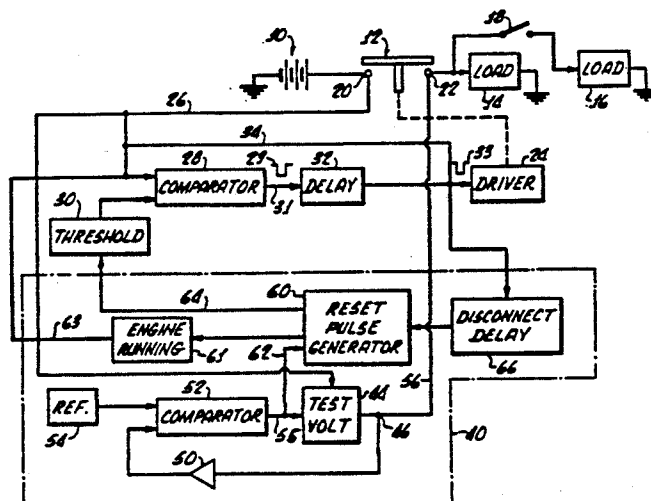 10
12
18
20
22
LOAD
14
LOAD
16
26
34
28
29
32
33
24
COMPARATOR
31
DELAY
DRIVER
30
THRESHOLD
64
60
RESET
PULSE
GENERATOR
DISCONNECT
DELAY
66
63
ENGINE
RUNNING
61
62
56
52
44
REF.
54
COMPARATOR
55
TEST
VOLT
46
40
50